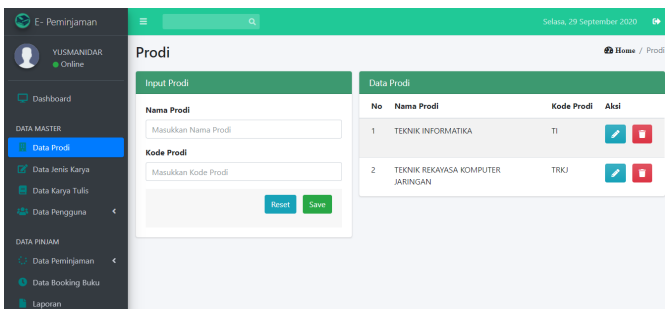 E- Peminjaman
Selasa, 29 September 2020
YUSMANIDAR
Online
Dashboard
DATA MASTER
Data Prodi
Data Jenis Karya
Data Karya Tulis
Data Pengguna
DATA PINJAM
Data Peminjaman
Data Booking Buku
Laporan
Prodi
Home / Prodi
Input Prodi
Nama Prodi
Masukkan Nama Prodi
Kode Prodi
Masukkan Kode Prodi
Reset Save
Data Prodi
No Nama Prodi Kode Prodi Aksi
1 TEKNIK INFORMATIKA TI
2 TEKNIK REKAYASA KOMPUTER TRKJ
JARINGAN